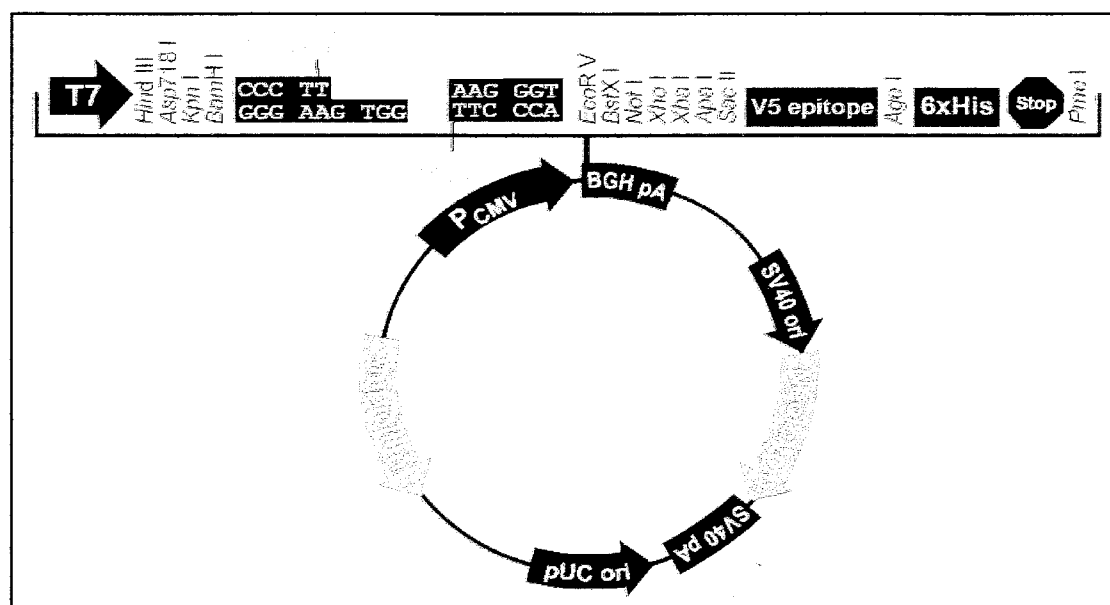 T7
Hind III
Asp718 I
Kpn I
BamH I
CCC TT
GGG AAG TGG
AAG GGT
TTC CCA
EcoR V
BstX I
Not I
Xho I
Xba I
Apa I
Sac II
V5 epitope
Age I
6xHis
Stop
Pme I
PCMV
BGH pA
SV40 ori
SV40 pA
pUC ori